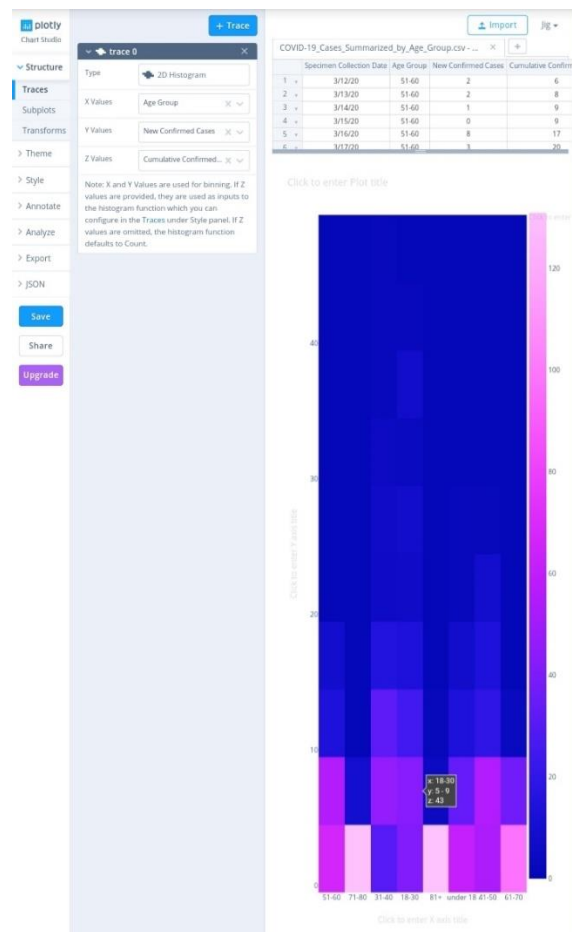 plotly
Chart Studio
Structure
Traces
Subplots
Transforms
Theme
Style
Annotate
Analyze
Export
JSON
Save
Share
Upgrade
+ Trace
trace 0
Type
2D Histogram
X Values
Age Group
Y Values
New Confirmed Cases
Z Values
Cumulative Confirmed...
Note: X and Y Values are used for binning. If Z
values are provided, they are used as inputs to
the histogram function which you can
configure in the Traces under Style panel. If Z
values are omitted, the histogram function
defaults to Count.
Import
Jig
COVID-19_Cases_Summarized_by_Age_Group.csv - ...
Specimen Collection Date Age Group New Confirmed Cases Cumulative Confirm
1 3/12/20 51-60 2 6
2 3/13/20 51-60 2 8
3 3/14/20 51-60 1 9
4 3/15/20 51-60 0 9
5 3/16/20 51-60 8 17
6 3/17/20 51-60 3 20
Click to enter Plot title
120
40
100
30
80
Click to enter Y axis title
60
20
40
10
20
x: 18-30
y: 5 - 9
z: 43
0
0
51-60 71-80 31-40 18-30 81+ under 18 41-50 61-70
Click to enter X axis title